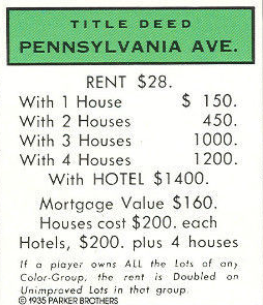 TITLE DEED
PENNSYLVANIA AVE.
RENT $28.
With 1 House $ 150.
With 2 Houses 450.
With 3 Houses 1000.
With 4 Houses 1200.
With HOTEL $1400.
Mortgage Value $160.
Houses cost $200. each
Hotels, $200. plus 4 houses
If a player owns ALL the Lots of any
Color-Group, the rent is Doubled on
Unimproved Lots in that group.
© 1935 PARKER BROTHERS